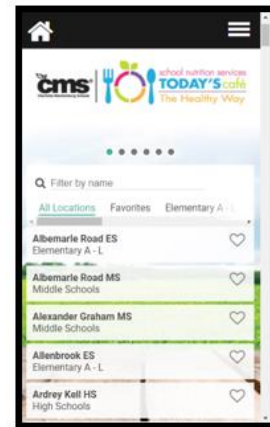 cms
school nutrition services
TODAY'S café
The Healthy Way
Filter by name
All Locations Favorites Elementary A - L
Albemarle Road ES
Elementary A - L
Albemarle Road MS
Middle Schools
Alexander Graham MS
Middle Schools
Allenbrook ES
Elementary A - L
Ardrey Kell HS
High Schools